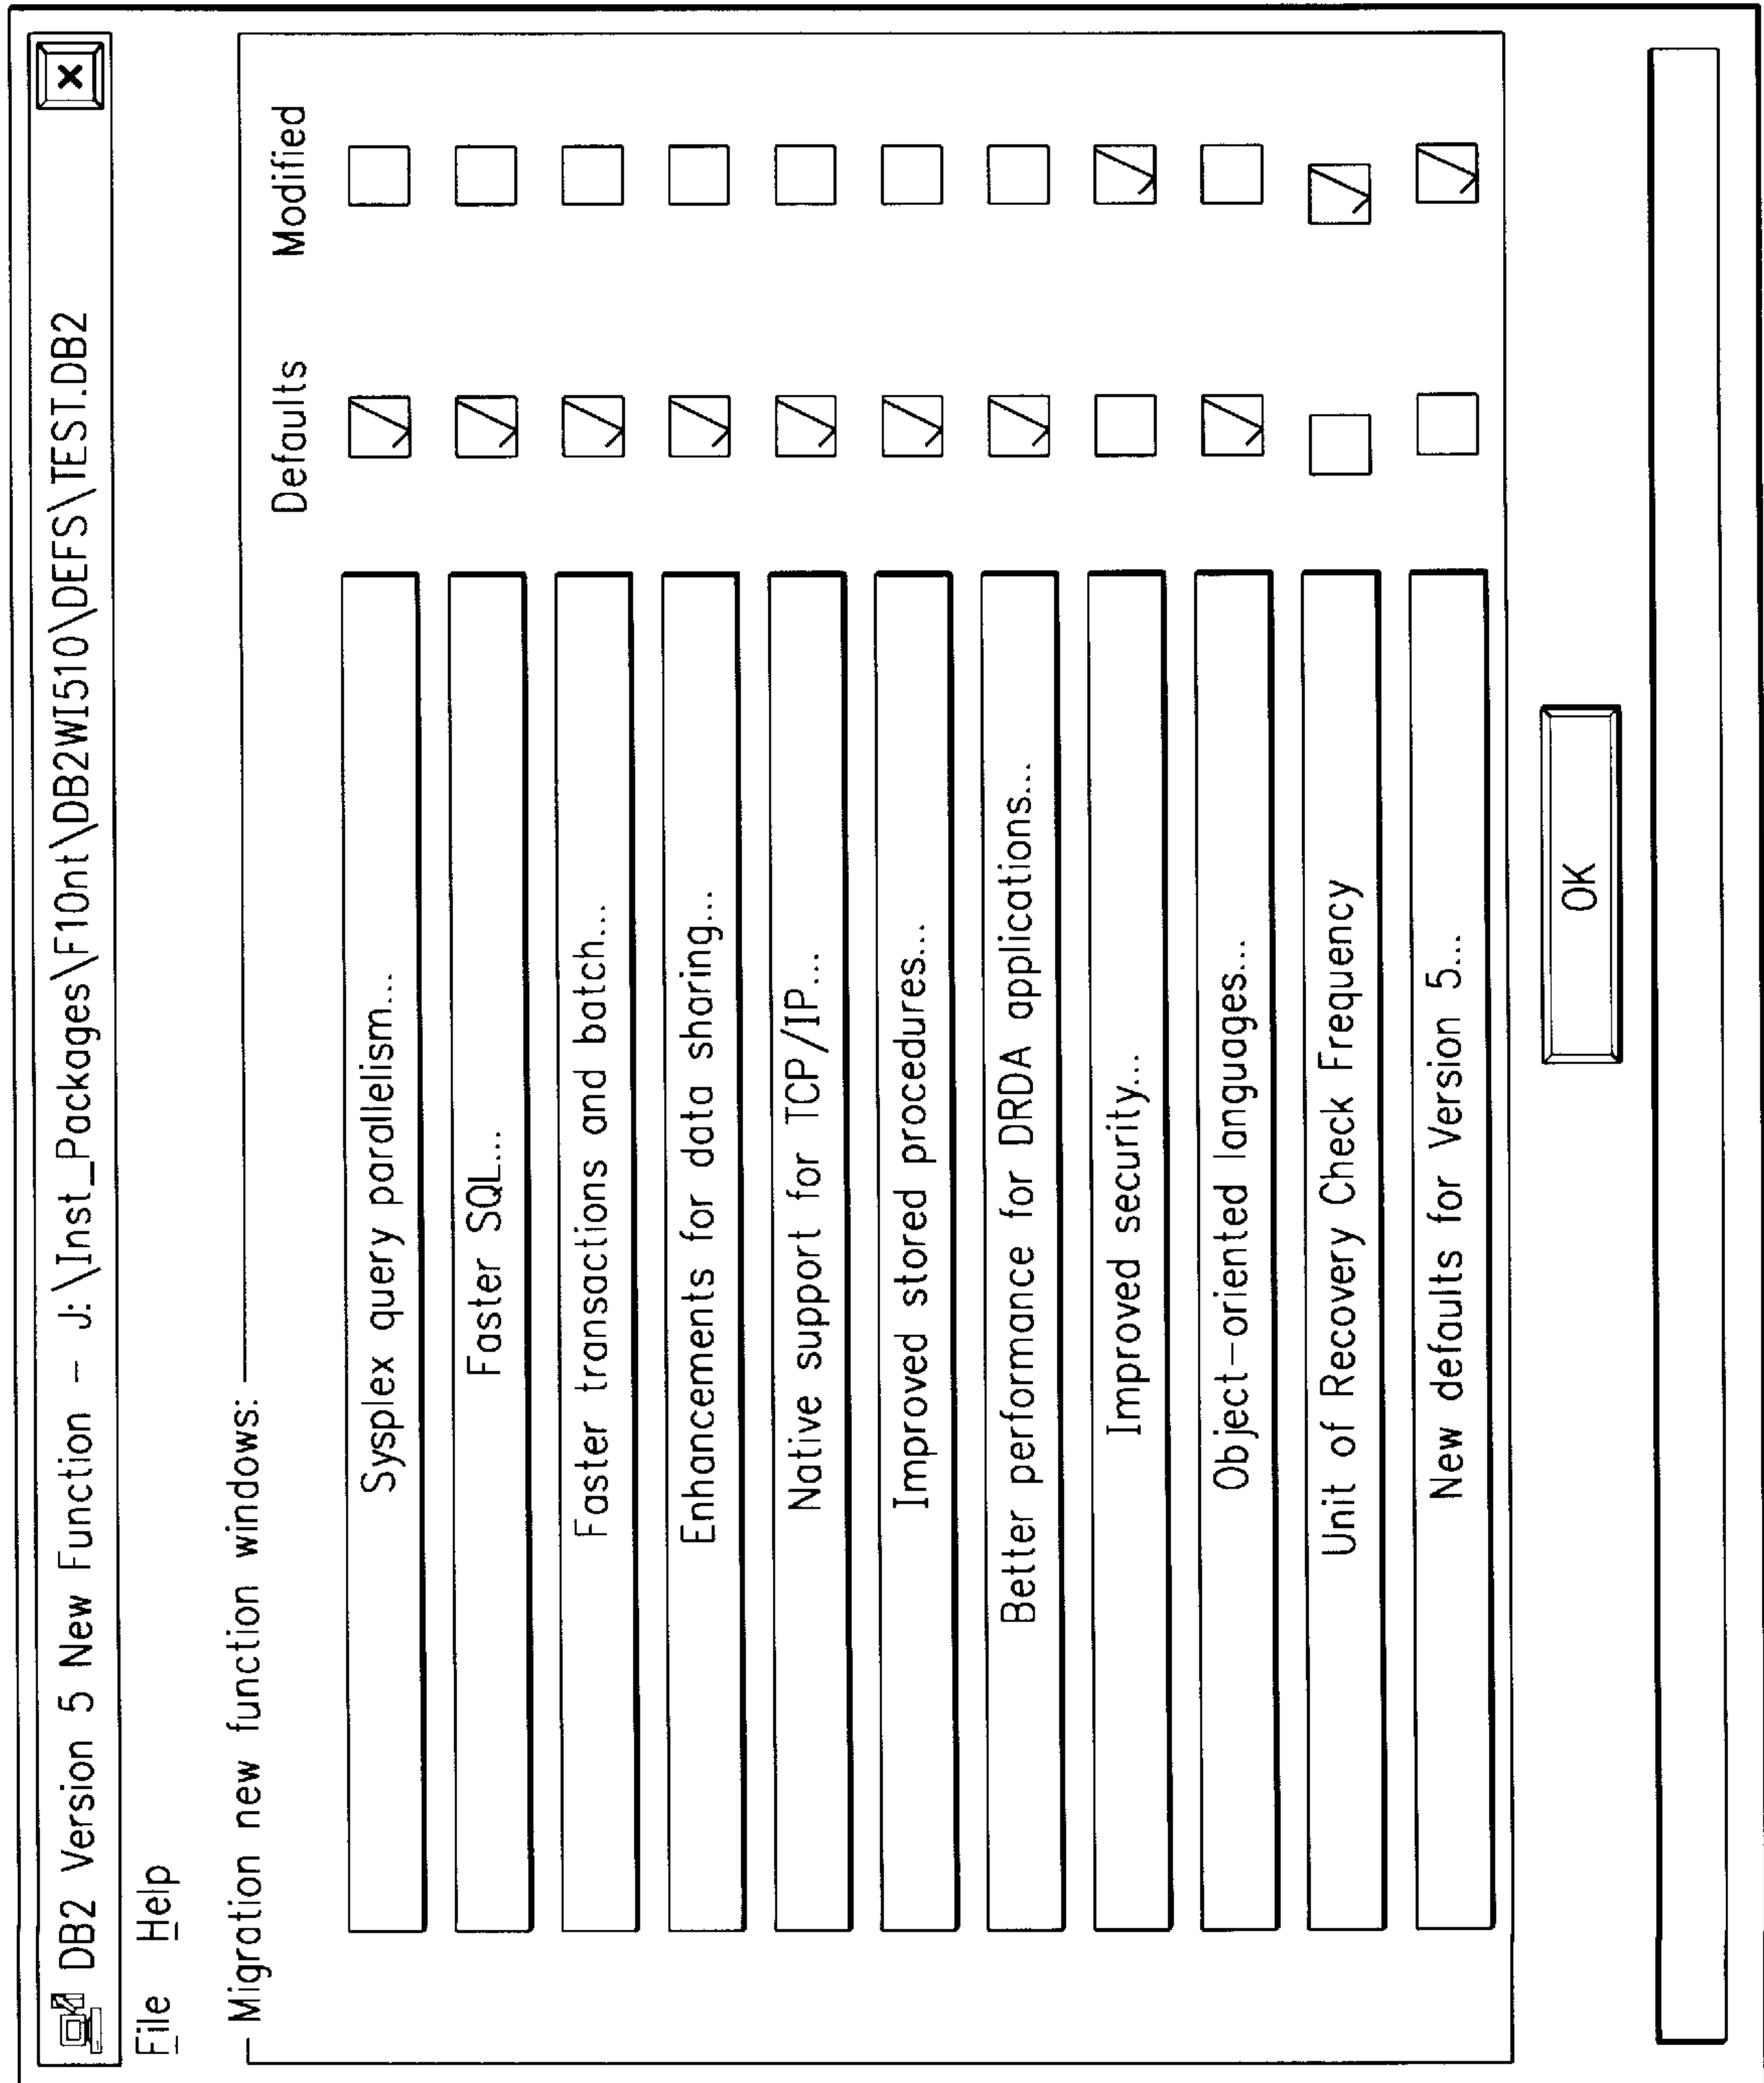 DB2 Version 5 New Function – J:\Inst_Packages\F10nt\DB2WI510\DEFS\TEST.DB2
File Help
Migration new function windows:
Defaults Modified
Sysplex query parallelism...
Faster SQL...
Faster transactions and batch...
Enhancements for data sharing...
Native support for TCP/IP...
Improved stored procedures...
Better performance for DRDA applications...
Improved security...
Object-oriented languages...
Unit of Recovery Check Frequency
New defaults for Version 5...
OK